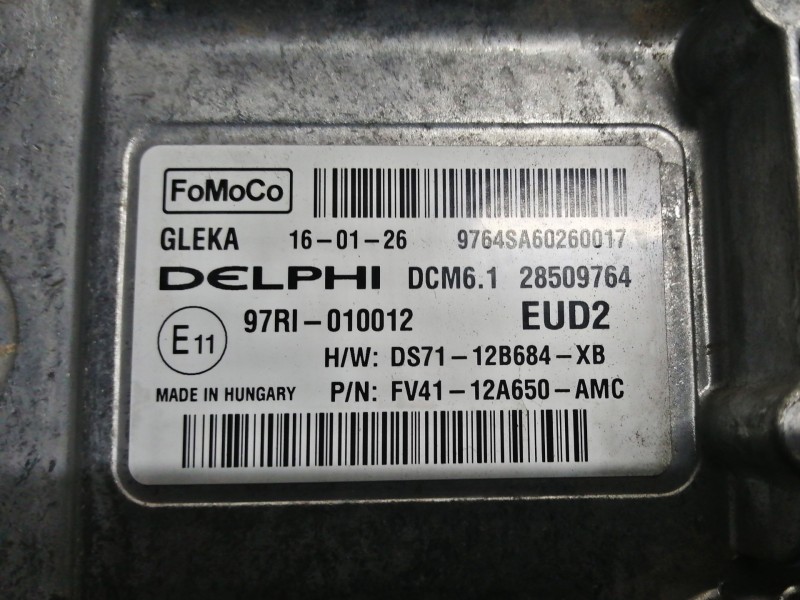 FoMoCo
GLEKA 16-01-26 9764SA60260017
DELPHI DCM6.1 28509764
E11 97RI-010012 EUD2
H/W: DS71-12B684-XB
MADE IN HUNGARY P/N: FV41-12A650-AMC